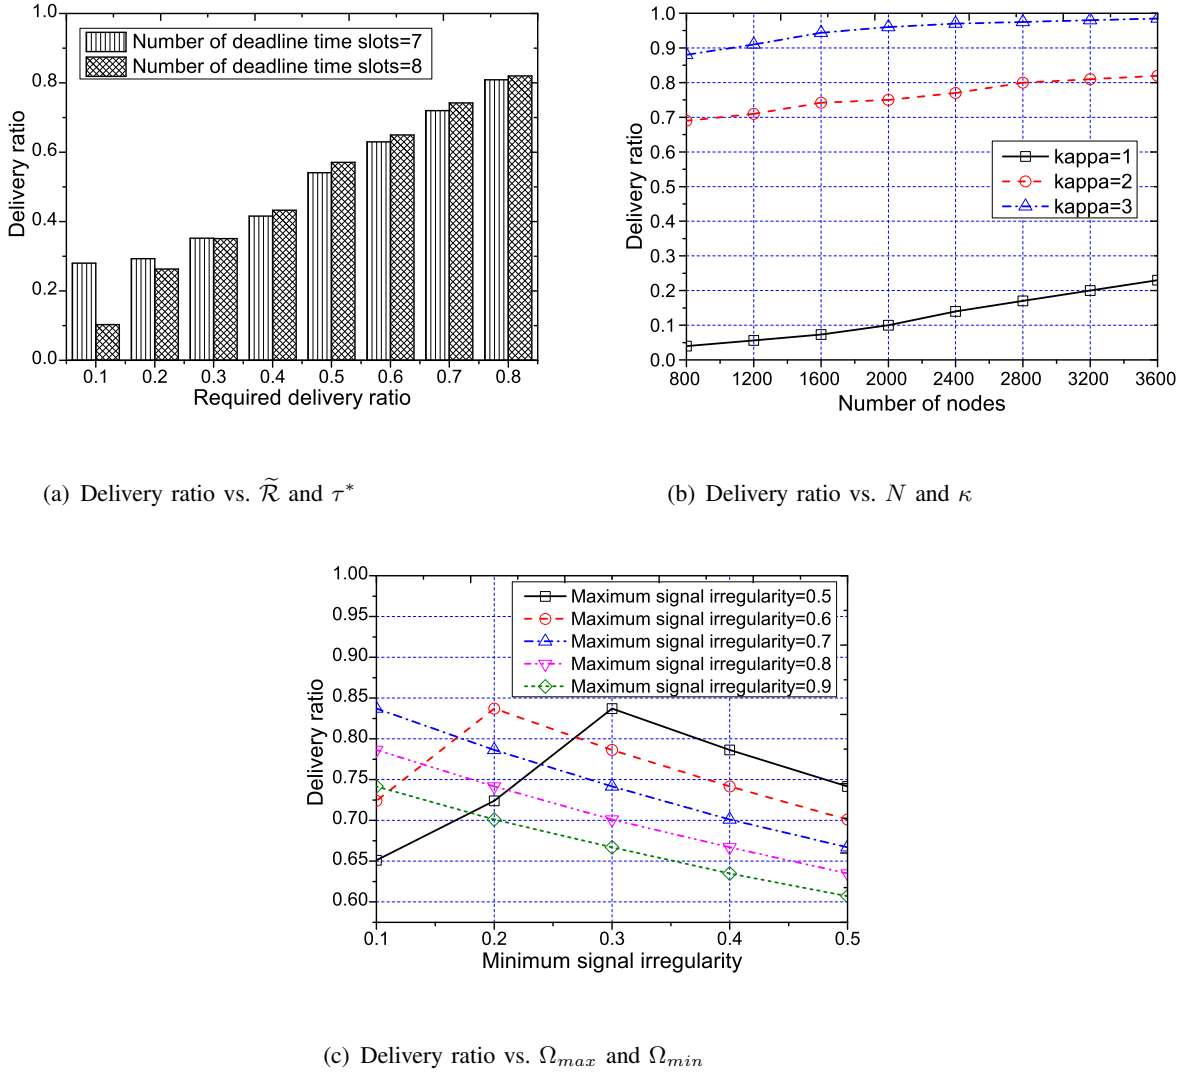 1.0
0.8
0.6
0.4
0.2
0.0
Delivery ratio
Number of deadline time slots=7
Number of deadline time slots=8
0.1 0.2 0.3 0.4 0.5 0.6 0.7 0.8
Required delivery ratio
(a) Delivery ratio vs. $\widetilde{\mathcal{R}}$ and τ*
1.0
0.9
0.8
0.7
0.6
0.5
0.4
0.3
0.2
0.1
0.0
Delivery ratio
kappa=1
kappa=2
kappa=3
800 1200 1600 2000 2400 2800 3200 3600
Number of nodes
(b) Delivery ratio vs. N and κ
1.00
0.95
0.90
0.85
0.80
0.75
0.70
0.65
0.60
Delivery ratio
Maximum signal irregularity=0.5
Maximum signal irregularity=0.6
Maximum signal irregularity=0.7
Maximum signal irregularity=0.8
Maximum signal irregularity=0.9
0.1 0.2 0.3 0.4 0.5
Minimum signal irregularity
(c) Delivery ratio vs. Ω_{max} and Ω_{min}